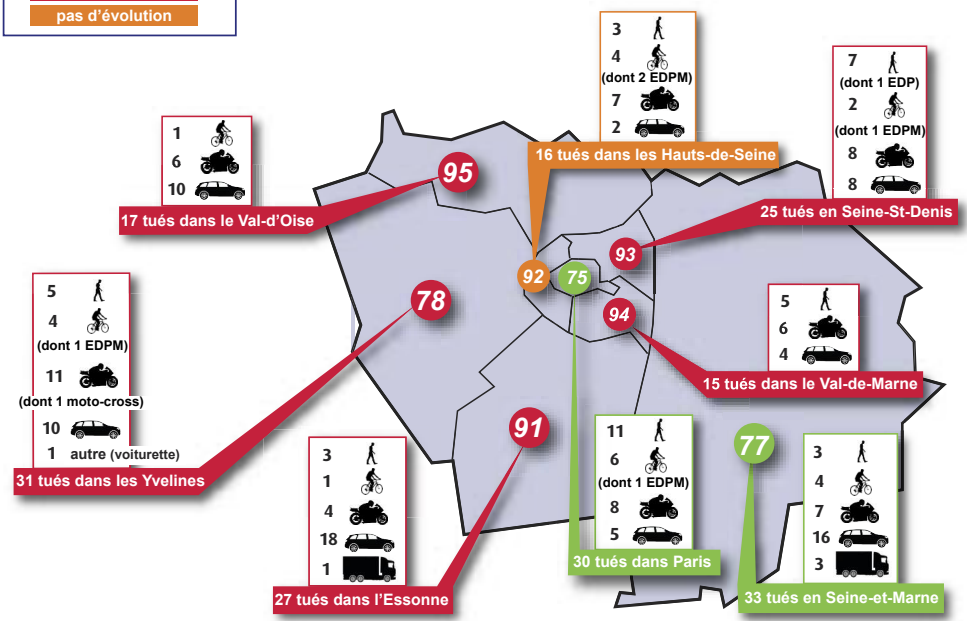 pas d'évolution
3
4
(dont 2 EDPM)
7
2
16 tués dans les Hauts-de-Seine
7
(dont 1 EDP)
2
(dont 1 EDPM)
8
8
25 tués en Seine-St-Denis
1
6
10
17 tués dans le Val-d'Oise
95
93
92
75
78
94
5
4
(dont 1 EDPM)
11
(dont 1 moto-cross)
10
1 autre (voiturette)
31 tués dans les Yvelines
5
6
4
15 tués dans le Val-de-Marne
91
77
3
1
4
18
1
27 tués dans l'Essonne
11
6
(dont 1 EDPM)
8
5
30 tués dans Paris
3
4
7
16
3
33 tués en Seine-et-Marne